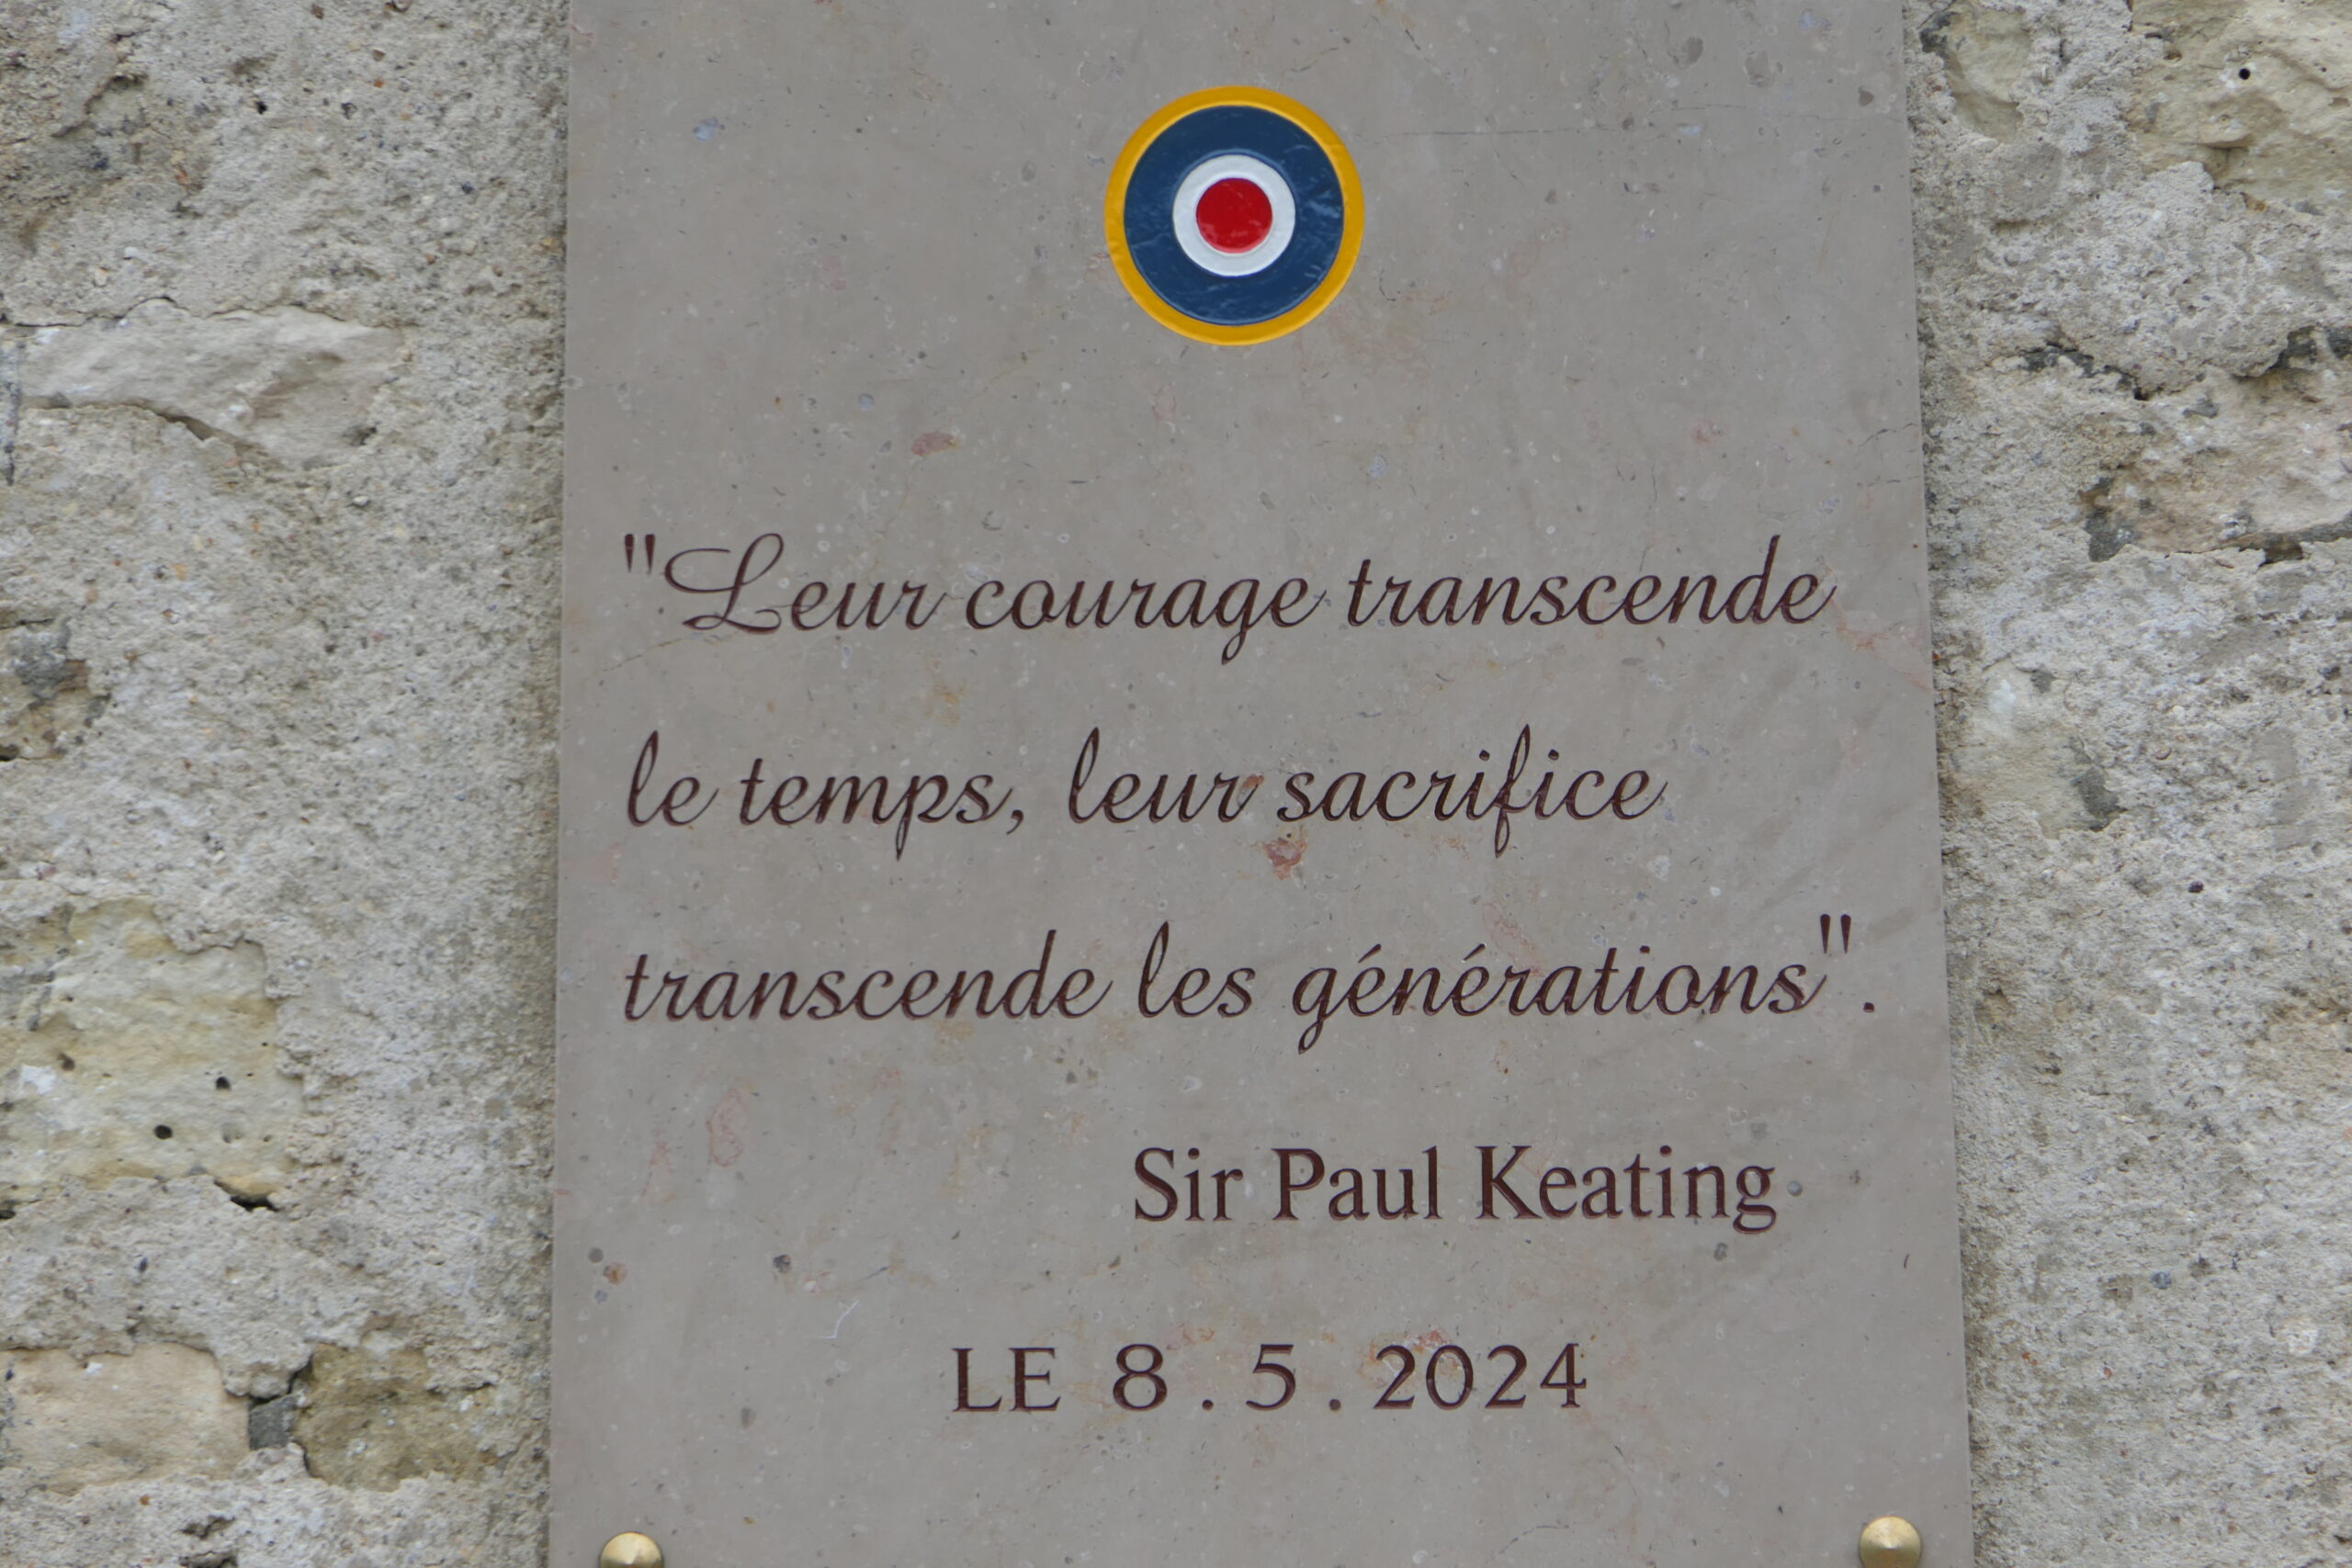 "Leur courage transcende
le temps, leur sacrifice
transcende les générations".
Sir Paul Keating
LE 8.5.2024